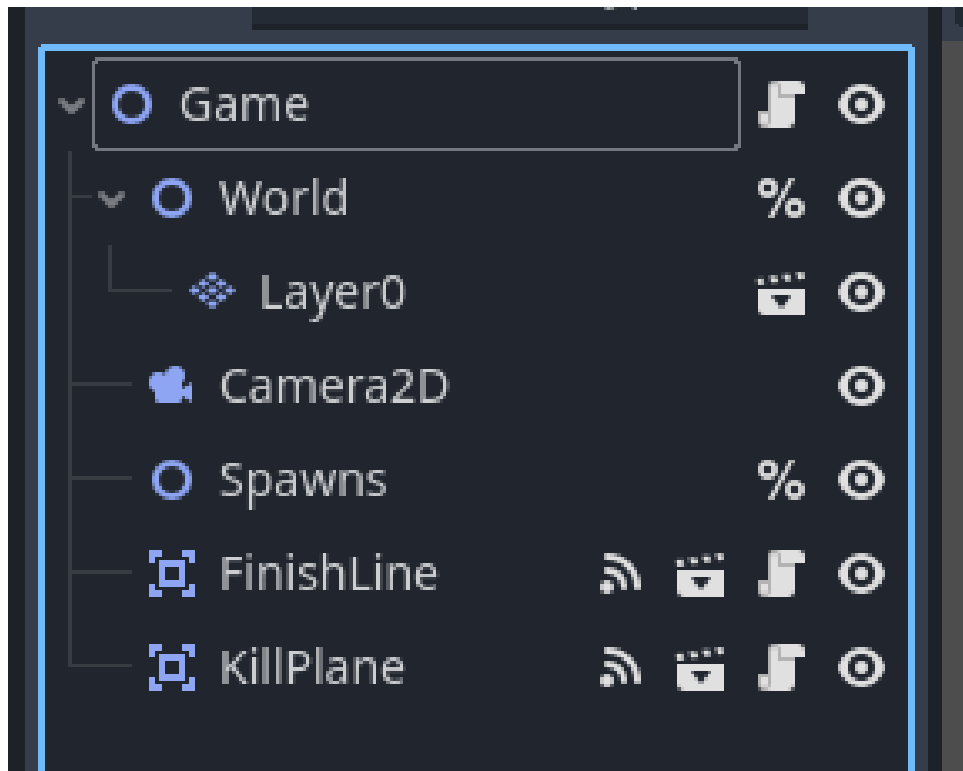 Game
World %
Layer0
Camera2D
Spawns %
FinishLine
KillPlane